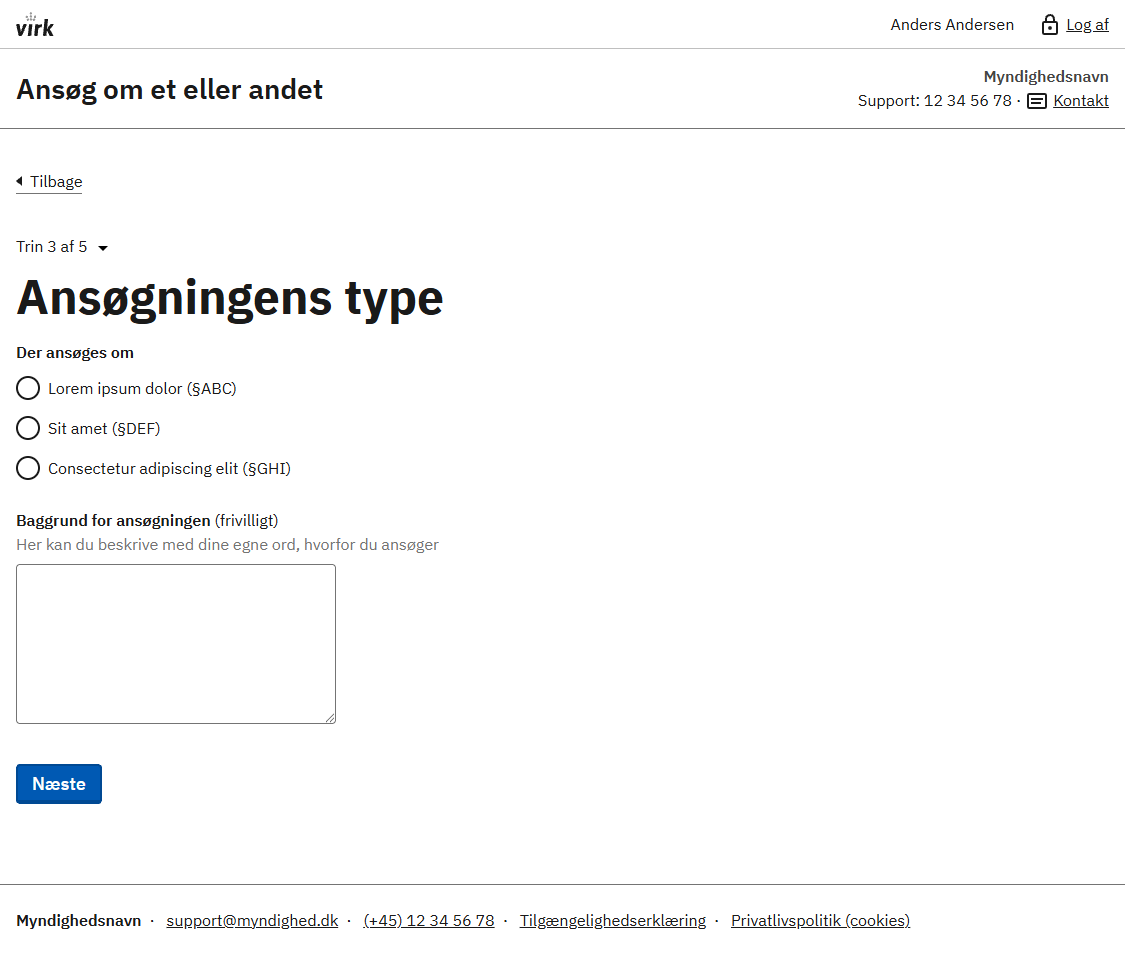 virk
Anders Andersen
Log af
Ansøg om et eller andet
Myndighedsnavn
Support: 12 34 56 78 · Kontakt
Tilbage
Trin 3 af 5
Ansøgningens type
Der ansøges om
Lorem ipsum dolor (§ABC)
Sit amet (§DEF)
Consectetur adipiscing elit (§GHI)
Baggrund for ansøgningen (frivilligt)
Her kan du beskrive med dine egne ord, hvorfor du ansøger
Næste
Myndighedsnavn · support@myndighed.dk · (+45) 12 34 56 78 · Tilgængelighedserklæring · Privatlivspolitik (cookies)